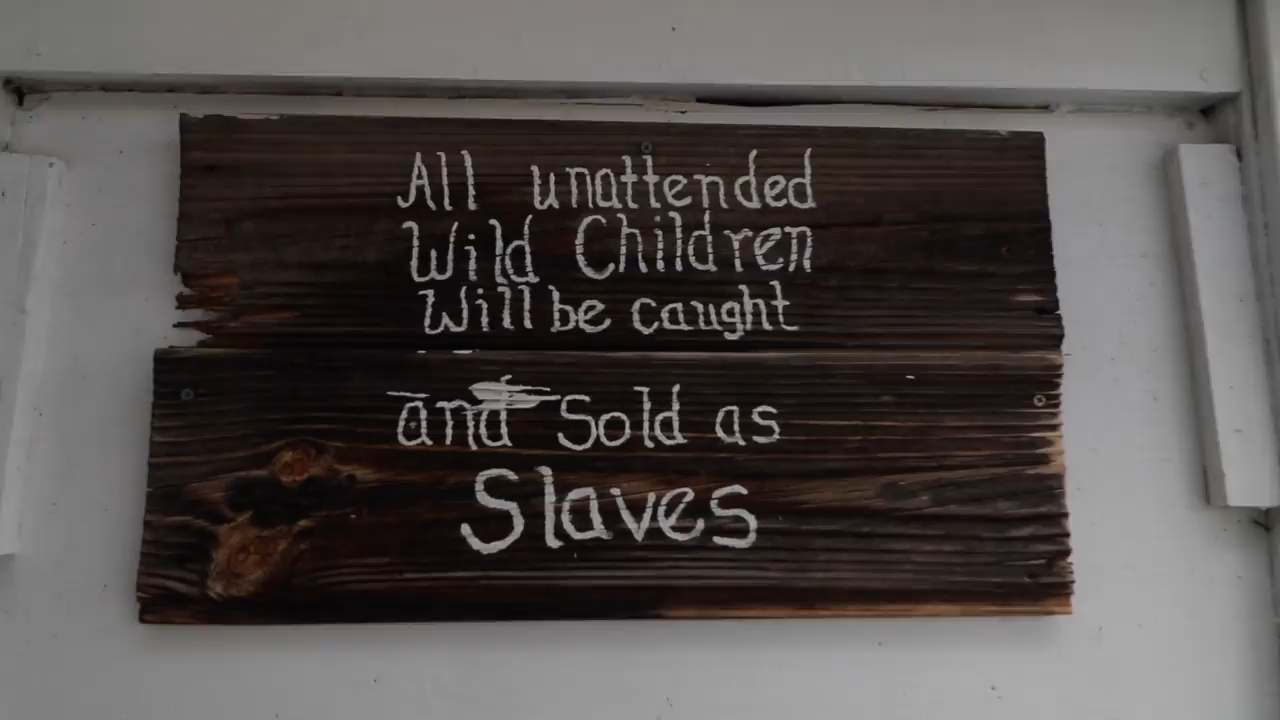 All unattended
Wild Children
Will be caught
and Sold as
Slaves